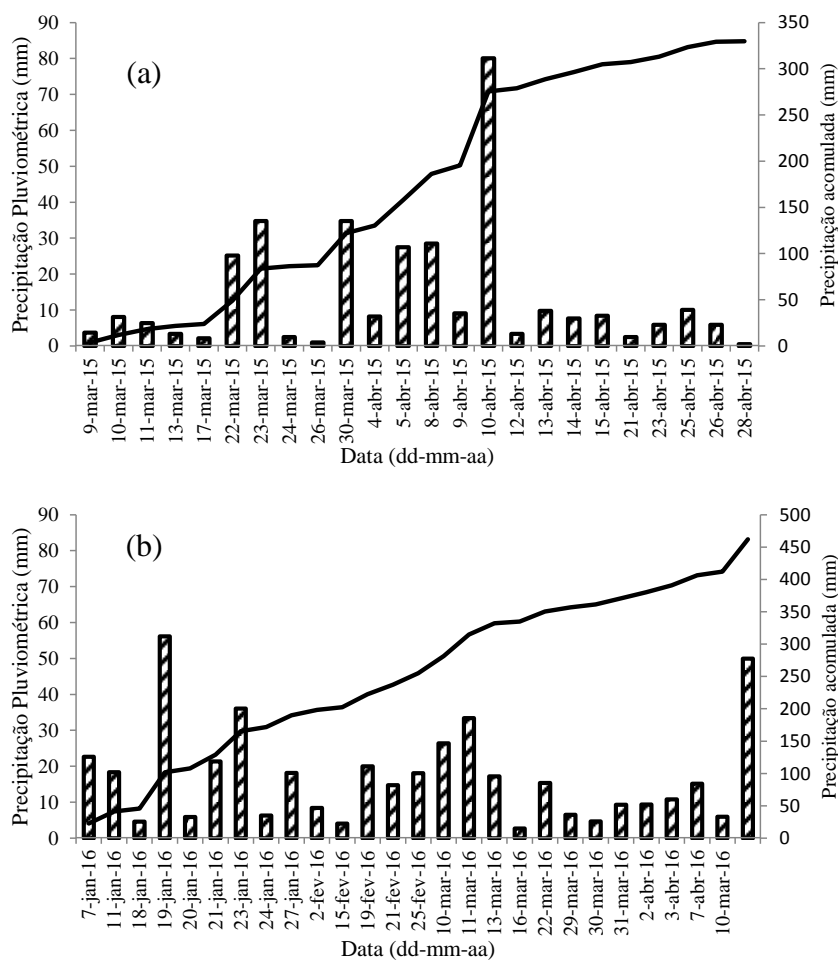 (a)
Precipitação Pluviométrica (mm)
90
80
70
60
50
40
30
20
10
0
350
300
250
200
150
100
50
0
Precipitação acomulada (mm)
9-mar-15
10-mar-15
11-mar-15
13-mar-15
17-mar-15
22-mar-15
23-mar-15
24-mar-15
26-mar-15
30-mar-15
4-abr-15
5-abr-15
8-abr-15
9-abr-15
10-abr-15
12-abr-15
13-abr-15
14-abr-15
15-abr-15
21-abr-15
23-abr-15
25-abr-15
26-abr-15
28-abr-15
Data (dd-mm-aa)
(b)
Precipitação Pluviométrica (mm)
90
80
70
60
50
40
30
20
10
0
500
450
400
350
300
250
200
150
100
50
0
Precipitação acomulada (mm)
7-jan-16
11-jan-16
18-jan-16
19-jan-16
20-jan-16
21-jan-16
23-jan-16
24-jan-16
27-jan-16
2-fev-16
15-fev-16
19-fev-16
21-fev-16
25-fev-16
10-mar-16
11-mar-16
13-mar-16
16-mar-16
22-mar-16
29-mar-16
30-mar-16
31-mar-16
2-abr-16
3-abr-16
7-abr-16
10-mar-16
Data (dd-mm-aa)